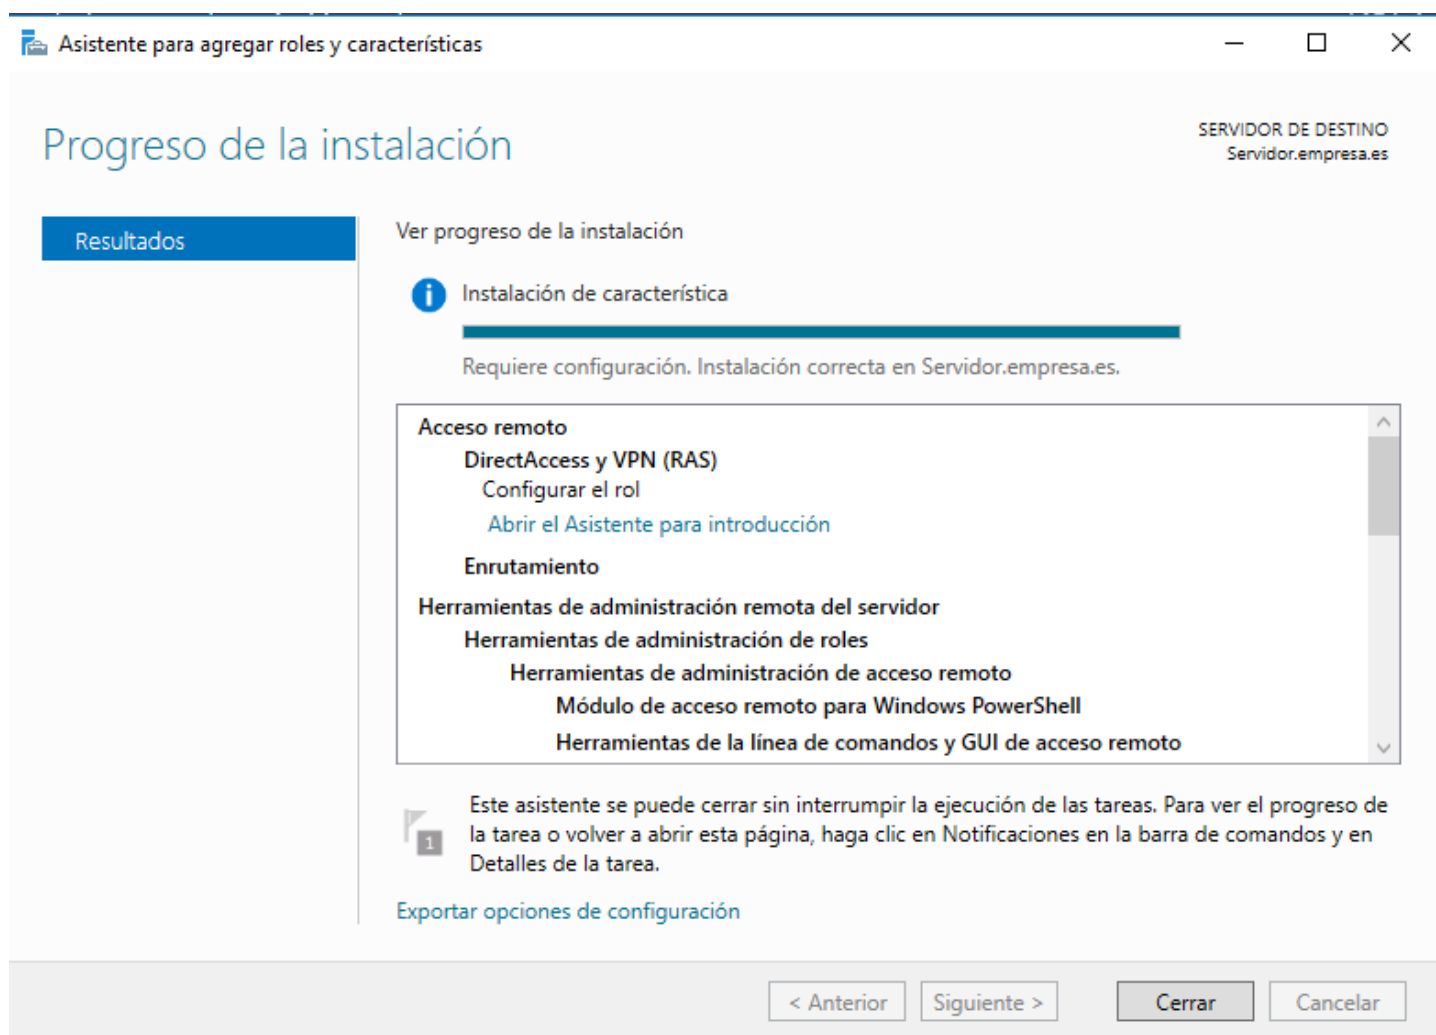 Asistente para agregar roles y características
Progreso de la instalación
SERVIDOR DE DESTINO
Servidor.empresa.es
Resultados
Ver progreso de la instalación
Instalación de característica
Requiere configuración. Instalación correcta en Servidor.empresa.es.
Acceso remoto
DirectAccess y VPN (RAS)
Configurar el rol
Abrir el Asistente para introducción
Enrutamiento
Herramientas de administración remota del servidor
Herramientas de administración de roles
Herramientas de administración de acceso remoto
Módulo de acceso remoto para Windows PowerShell
Herramientas de la línea de comandos y GUI de acceso remoto
1
Este asistente se puede cerrar sin interrumpir la ejecución de las tareas. Para ver el progreso de
la tarea o volver a abrir esta página, haga clic en Notificaciones en la barra de comandos y en
Detalles de la tarea.
Exportar opciones de configuración
< Anterior
Siguiente >
Cerrar
Cancelar